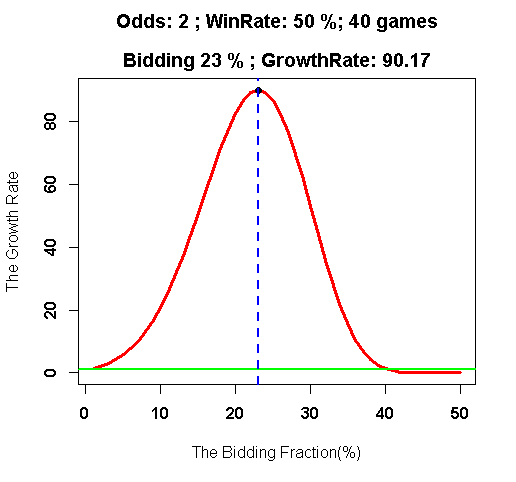 Odds: 2 ; WinRate: 50 %; 40 games
Bidding 23 % ; GrowthRate: 90.17
The Growth Rate
80
60
40
20
0
0 10 20 30 40 50
The Bidding Fraction(%)